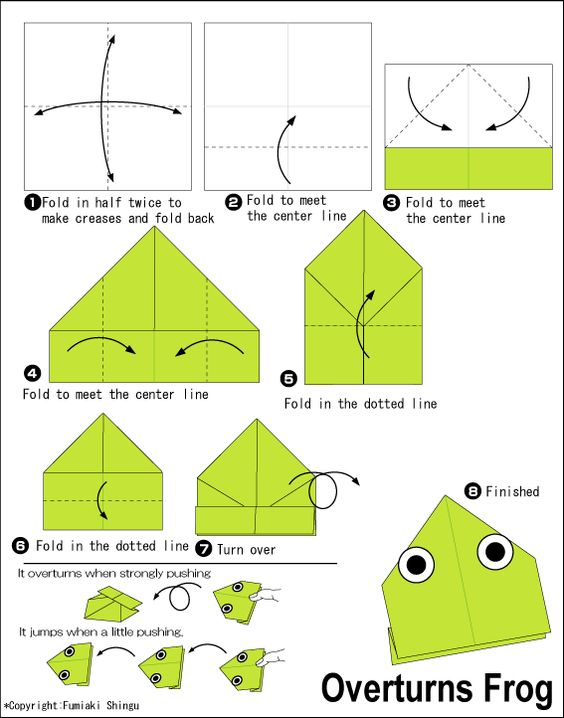 1 Fold in half twice to
make creases and fold back
2 Fold to meet
the center line
3 Fold to meet
the center line
4
Fold to meet the center line
5
Fold in the dotted line
6 Fold in the dotted line
7 Turn over
8 Finished
It overturns when strongly pushing
It jumps when a little pushing.
Overturns Frog
*Copyright:Fumiaki Shingu